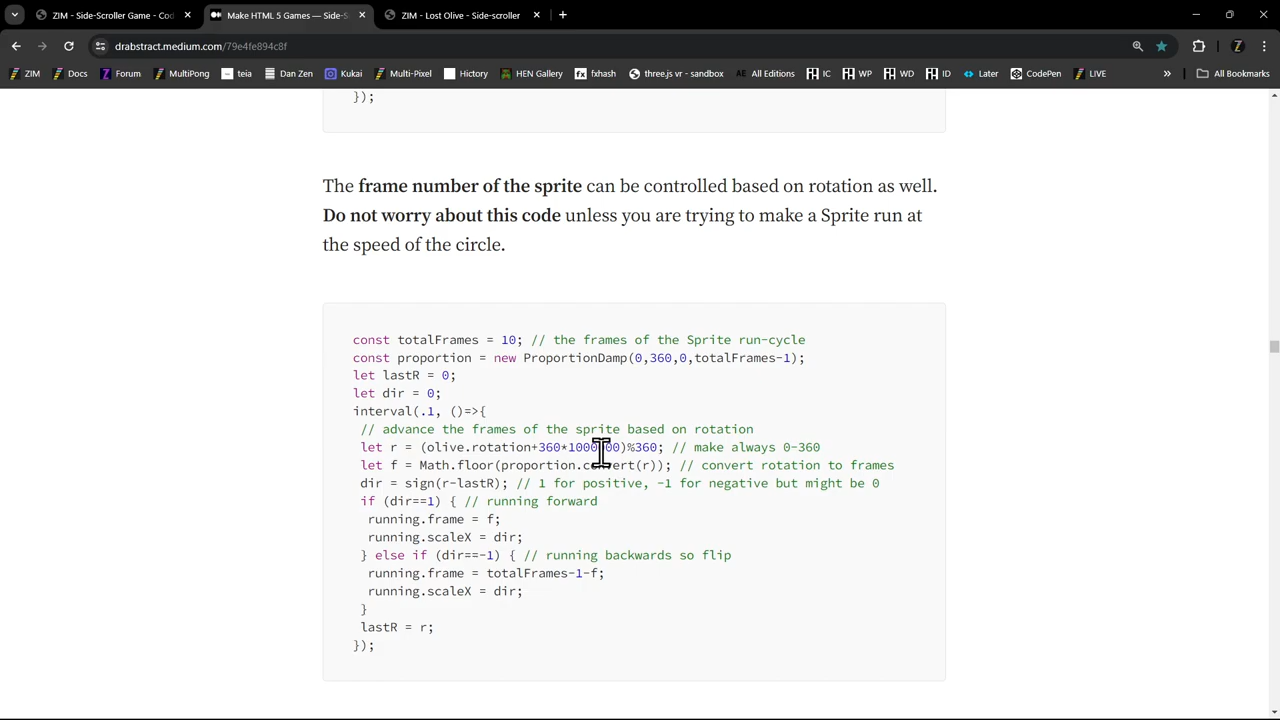 ZIM - Side-Scroller Game - Cod
Make HTML 5 Games — Side-S
ZIM - Lost Olive - Side-scroller
drabstract.medium.com/79e4fe894c8f
ZIM
Docs
Forum
MultiPong
teia
Dan Zen
Kukai
Multi-Pixel
Hictory
HEN Gallery
fxhash
three.js vr - sandbox
All Editions
IC
WP
WD
ID
Later
CodePen
LIVE
»
All Bookmarks
});
The frame number of the sprite can be controlled based on rotation as well.
Do not worry about this code unless you are trying to make a Sprite run at
the speed of the circle.
const totalFrames = 10; // the frames of the Sprite run-cycle
const proportion = new ProportionDamp(0,360,0,totalFrames-1);
let lastR = 0;
let dir = 0;
interval(.1, ()=>{
// advance the frames of the sprite based on rotation
let r = (olive.rotation+360*1000000)%360; // make always 0-360
let f = Math.floor(proportion.convert(r)); // convert rotation to frames
dir = sign(r-lastR); // 1 for positive, -1 for negative but might be 0
if (dir==1) { // running forward
running.frame = f;
running.scaleX = dir;
} else if (dir==-1) { // running backwards so flip
running.frame = totalFrames-1-f;
running.scaleX = dir;
}
lastR = r;
});